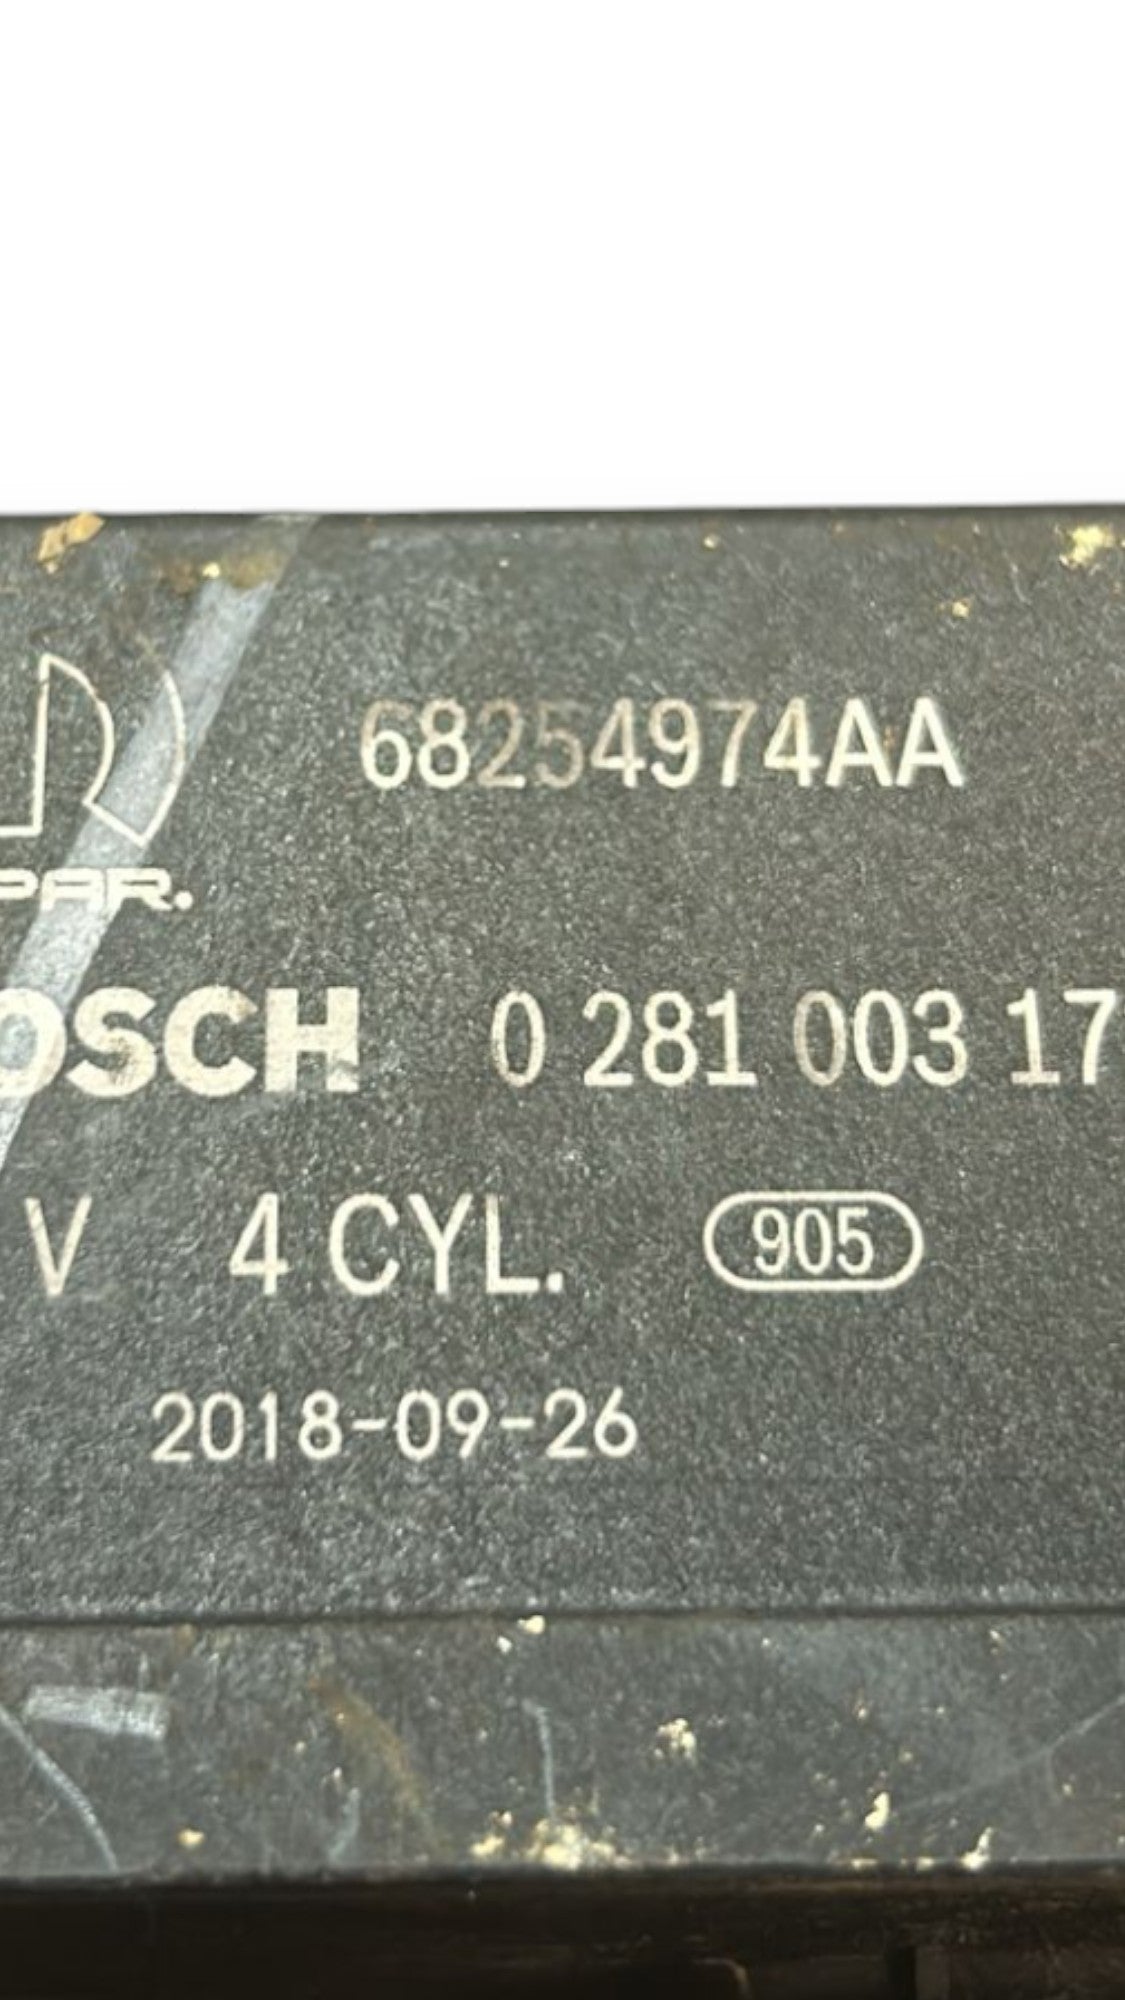 68254974AA
PAR.
OSCH 0 281 003 17
V 4 CYL. 905
2018-09-26